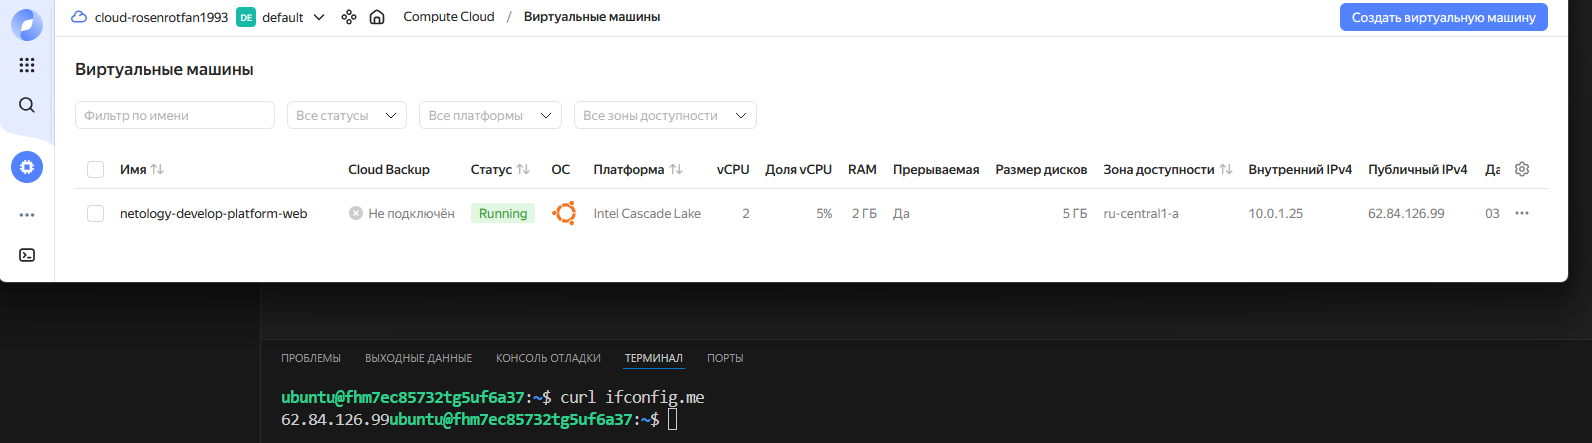 cloud-rosenrotfan1993 DE default Compute Cloud / Виртуальные машины Создать виртуальную машину
Виртуальные машины
Фильтр по имени Все статусы Все платформы Все зоны доступности
Имя Cloud Backup Статус ОС Платформа vCPU Доля vCPU RAM Прерываемая Размер дисков Зона доступности Внутренний IPv4 Публичный IPv4 Да
netology-develop-platform-web Не подключён Running Intel Cascade Lake 2 5% 2 ГБ Да 5 ГБ ru-central1-a 10.0.1.25 62.84.126.99 03
ПРОБЛЕМЫ ВЫХОДНЫЕ ДАННЫЕ КОНСОЛЬ ОТЛАДКИ ТЕРМИНАЛ ПОРТЫ
ubuntu@fhm7ec85732tg5uf6a37:~$ curl ifconfig.me
62.84.126.99ubuntu@fhm7ec85732tg5uf6a37:~$